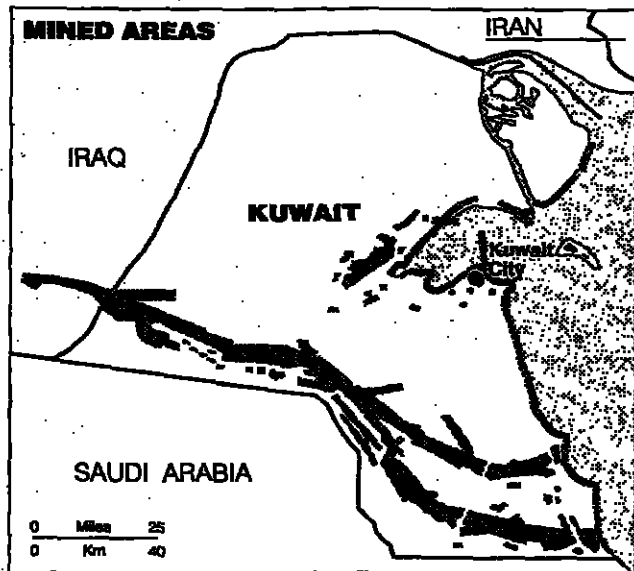 MINED AREAS
IRAN
IRAQ
KUWAIT
Kuwait
City
SAUDI ARABIA
0 Miles 25
0 Km 40